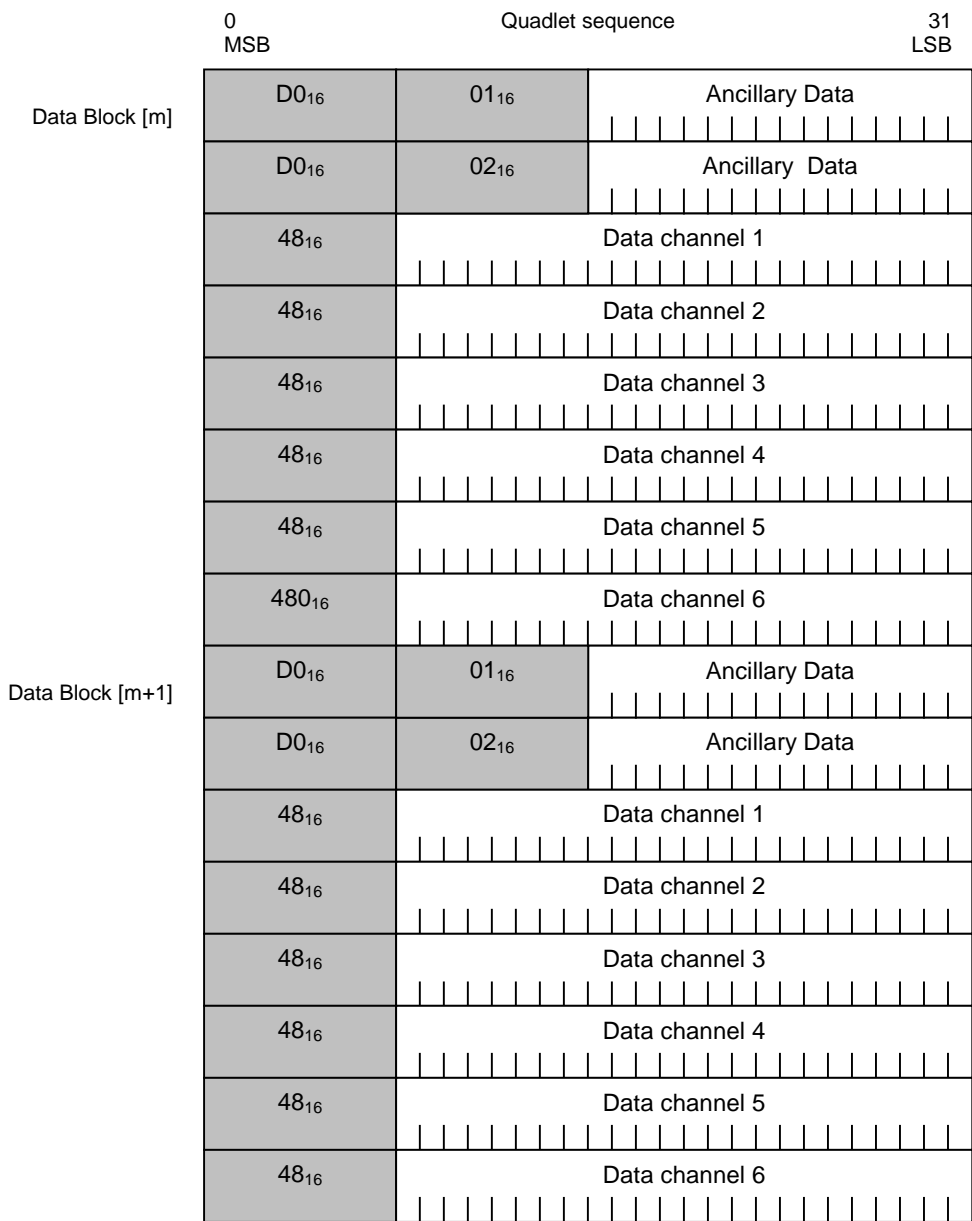 0 Quadlet sequence 31
MSB LSB
D0₁₆ 01₁₆ Ancillary Data
Data Block [m]
D0₁₆ 02₁₆ Ancillary Data
48₁₆ Data channel 1
48₁₆ Data channel 2
48₁₆ Data channel 3
48₁₆ Data channel 4
48₁₆ Data channel 5
480₁₆ Data channel 6
D0₁₆ 01₁₆ Ancillary Data
Data Block [m+1]
D0₁₆ 02₁₆ Ancillary Data
48₁₆ Data channel 1
48₁₆ Data channel 2
48₁₆ Data channel 3
48₁₆ Data channel 4
48₁₆ Data channel 5
48₁₆ Data channel 6